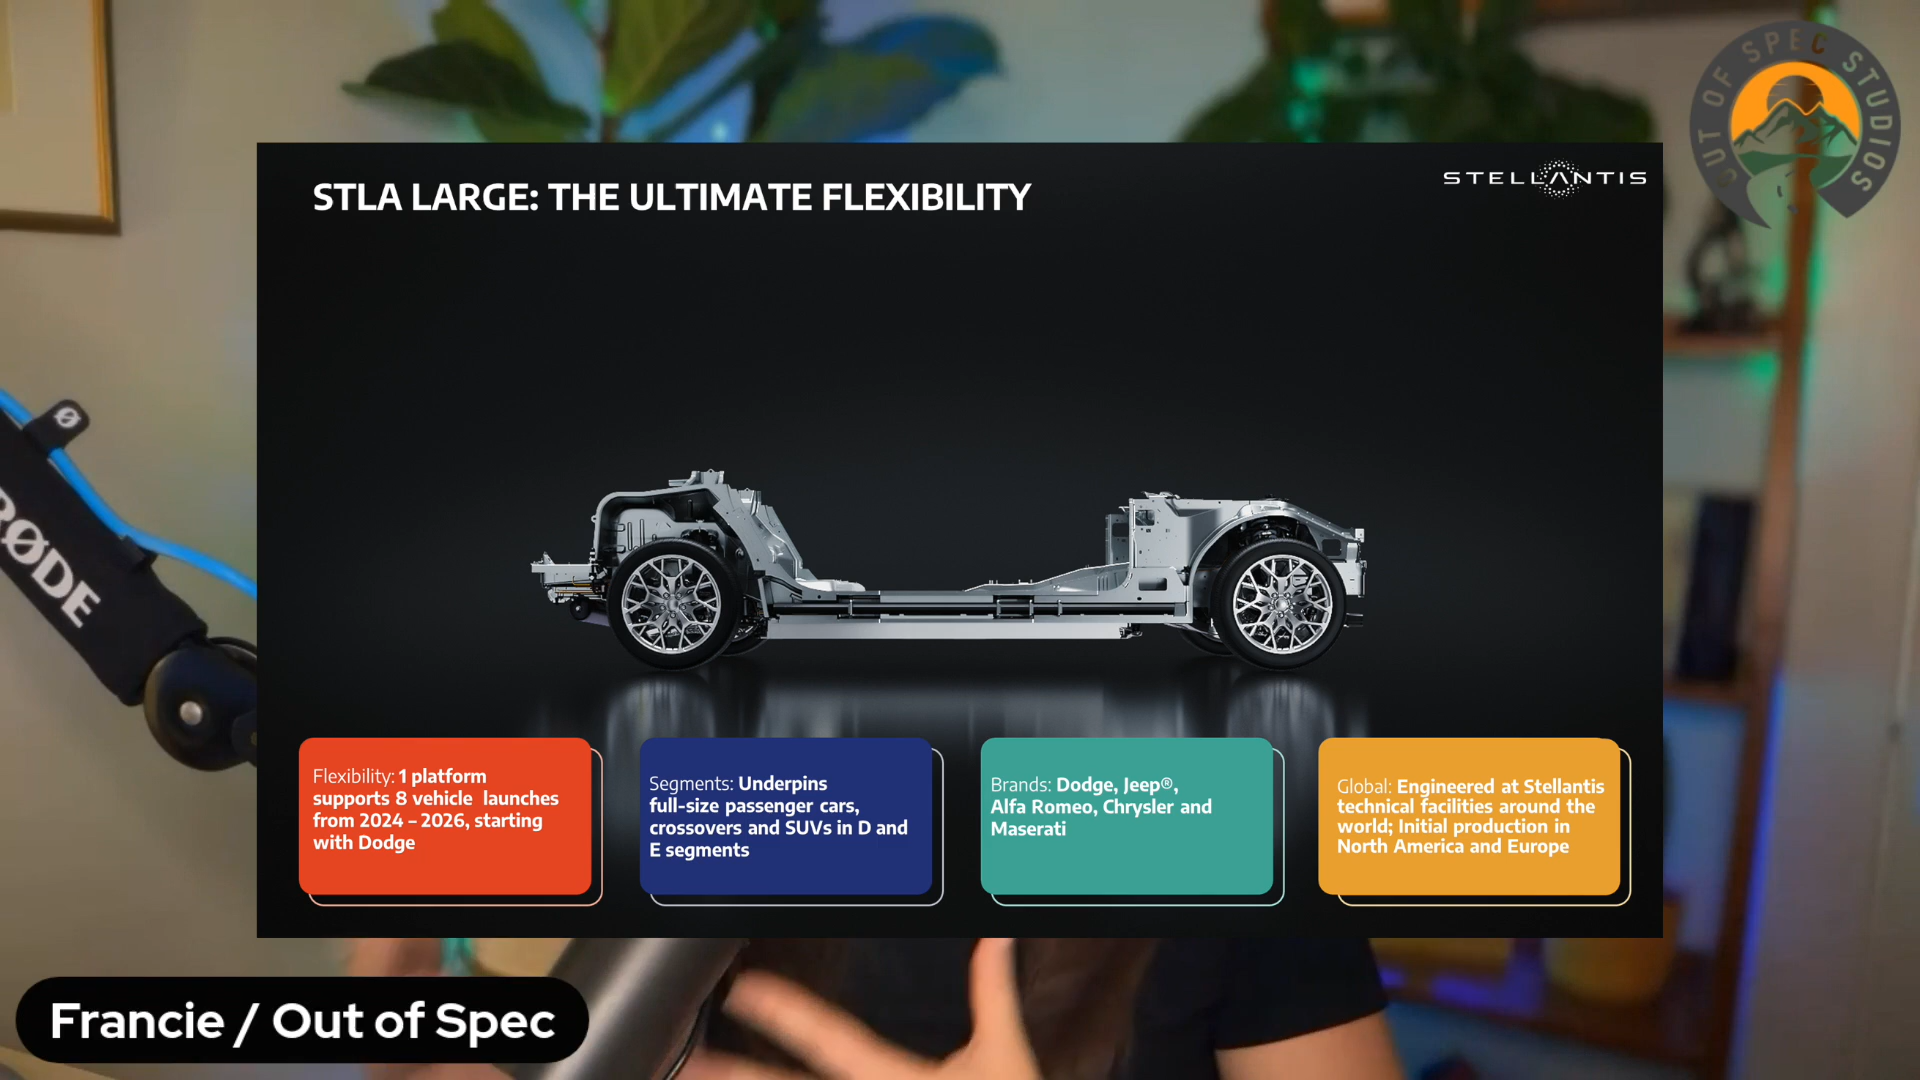 OUT OF SPEC STUDIOS
STELLANTIS
STLA LARGE: THE ULTIMATE FLEXIBILITY
RØDE
Flexibility: 1 platform
supports 8 vehicle launches
from 2024 – 2026, starting
with Dodge
Segments: Underpins
full-size passenger cars,
crossovers and SUVs in D and
E segments
Brands: Dodge, Jeep®,
Alfa Romeo, Chrysler and
Maserati
Global: Engineered at Stellantis
technical facilities around the
world; Initial production in
North America and Europe
Francie / Out of Spec